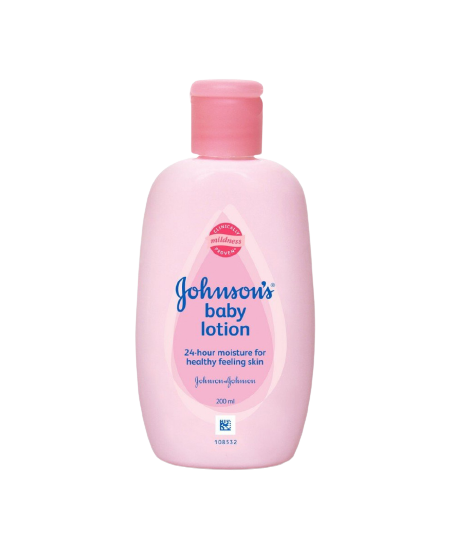 CLINICALLY
mildness
PROVEN
Johnson's®
baby
lotion
24-hour moisture for
healthy feeling skin
Johnson & Johnson
200 ml
108332